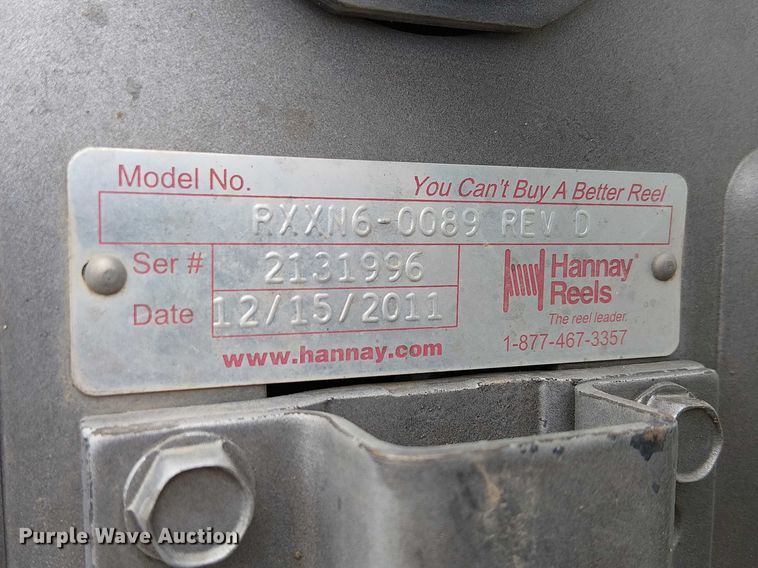 Model No. You Can't Buy A Better Reel
RXXN6-0089 REV D
Ser # 2131996
Hannay®
Reels
The reel leader.
Date 12/15/2011
www.hannay.com 1-877-467-3357
Purple Wave Auction